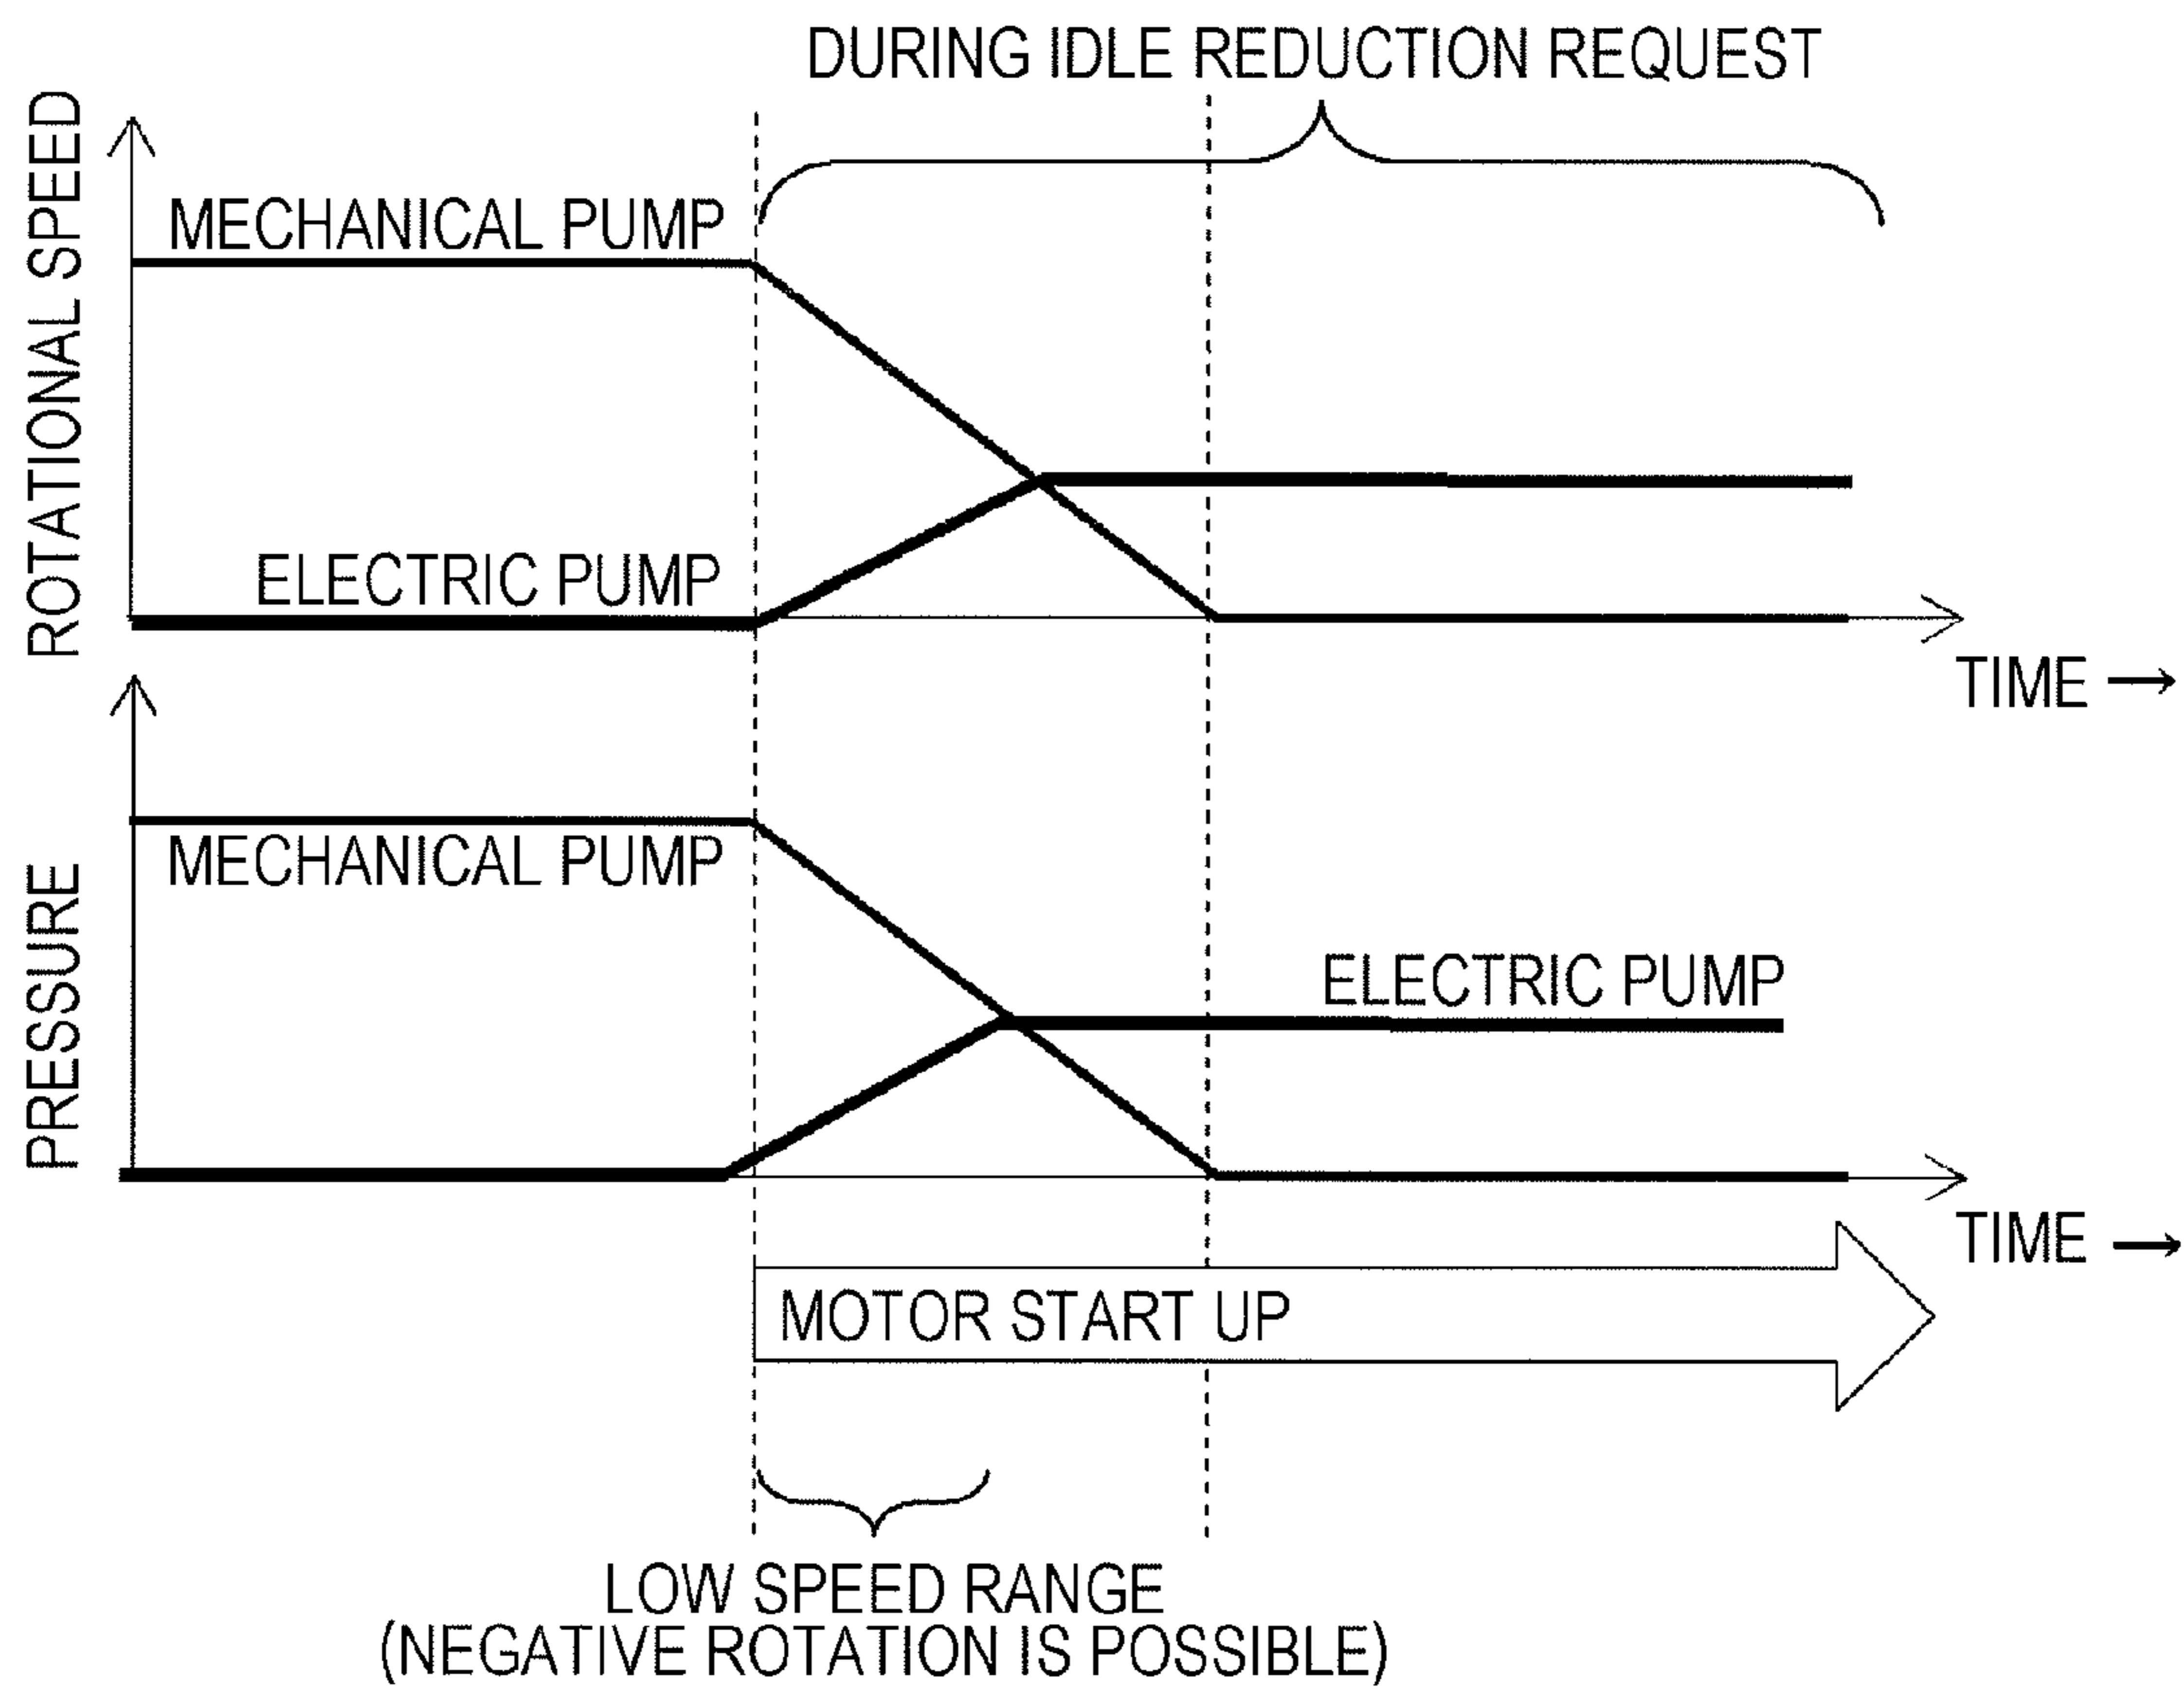 DURING IDLE REDUCTION REQUEST
ROTATIONAL SPEED
MECHANICAL PUMP
ELECTRIC PUMP
TIME →
PRESSURE
MECHANICAL PUMP
ELECTRIC PUMP
TIME →
MOTOR START UP
LOW SPEED RANGE
(NEGATIVE ROTATION IS POSSIBLE)